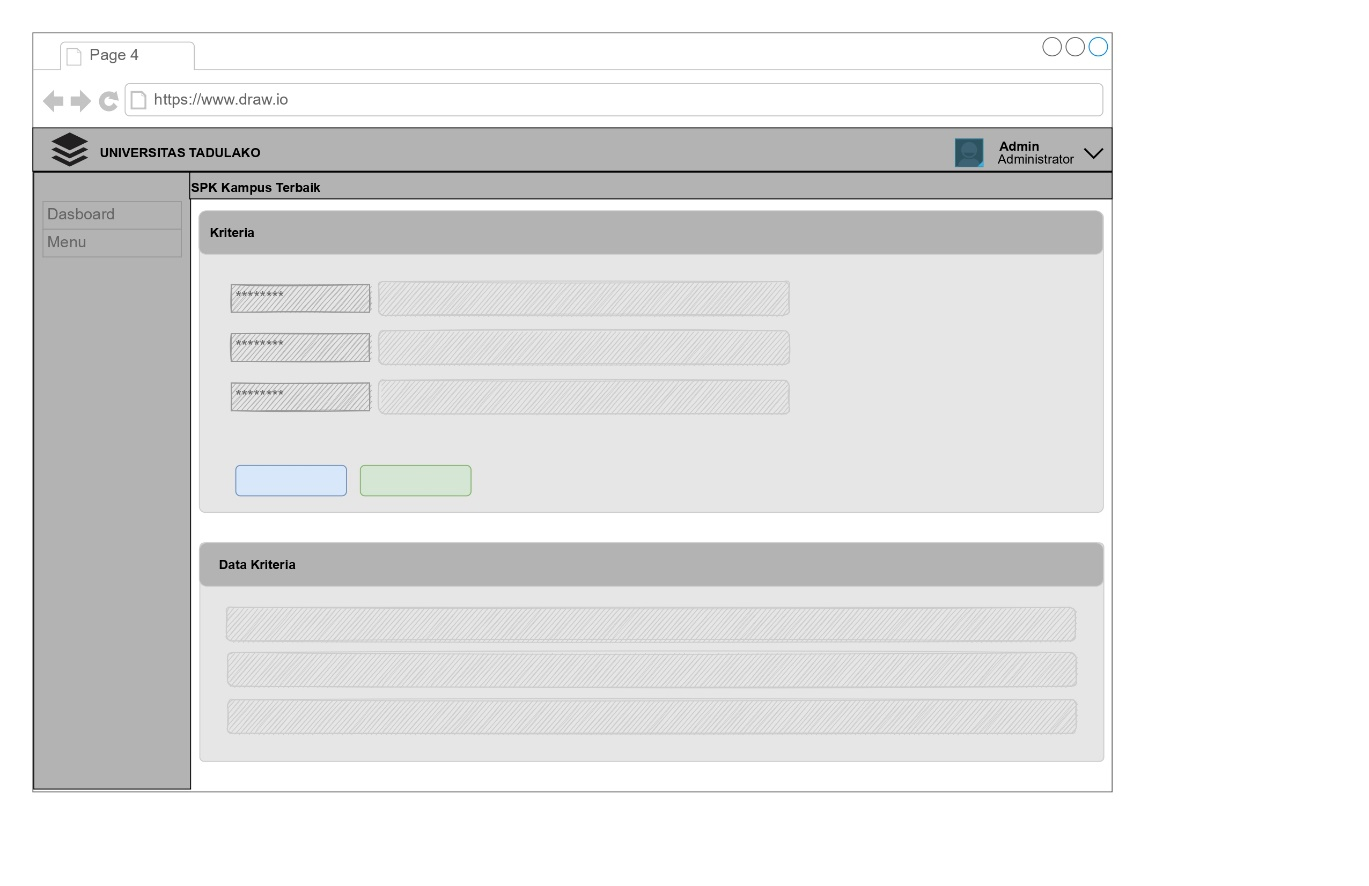 Page 4
https://www.draw.io
UNIVERSITAS TADULAKO
Admin
Administrator
SPK Kampus Terbaik
Dasboard
Menu
Kriteria
********
********
********
Data Kriteria